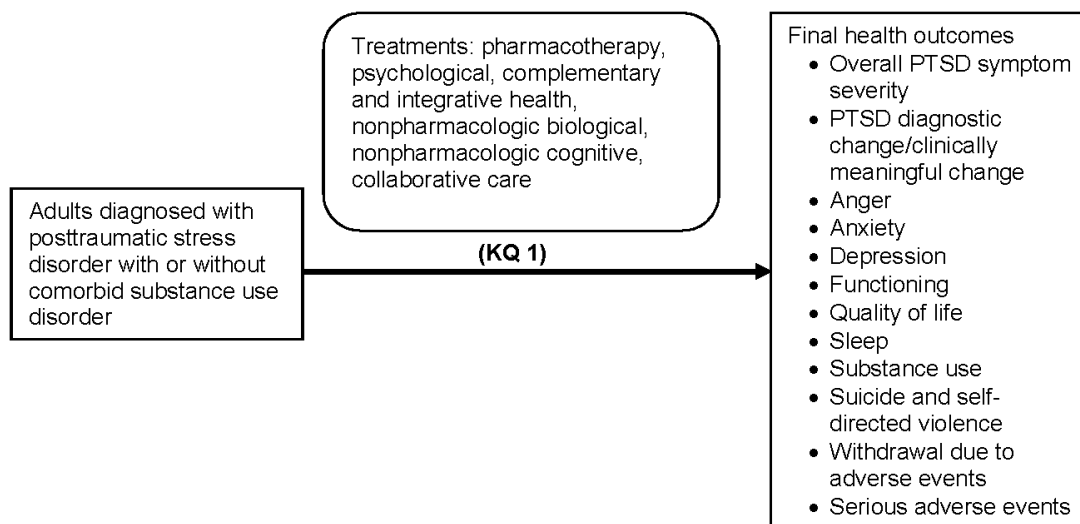 Adults diagnosed with
posttraumatic stress
disorder with or without
comorbid substance use
disorder
Treatments: pharmacotherapy,
psychological, complementary
and integrative health,
nonpharmacologic biological,
nonpharmacologic cognitive,
collaborative care
(KQ 1)
Final health outcomes
• Overall PTSD symptom
severity
• PTSD diagnostic
change/clinically
meaningful change
• Anger
• Anxiety
• Depression
• Functioning
• Quality of life
• Sleep
• Substance use
• Suicide and self-
directed violence
• Withdrawal due to
adverse events
• Serious adverse events